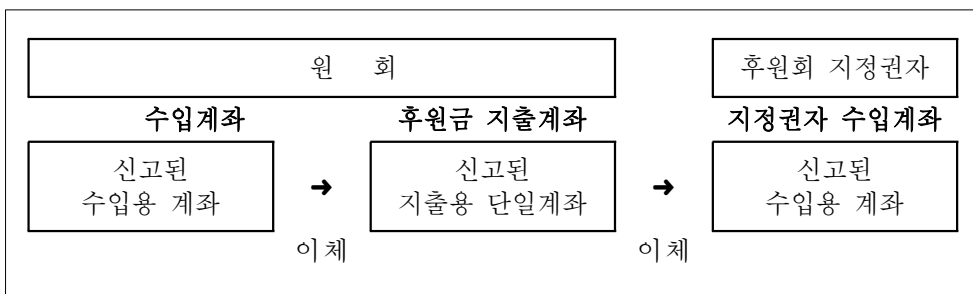 원 회 후원회 지정권자
수입계좌 후원금 지출계좌 지정권자 수입계좌
신고된 신고된 신고된
수입용 계좌 ➜ 지출용 단일계좌 ➜ 수입용 계좌
이체 이체